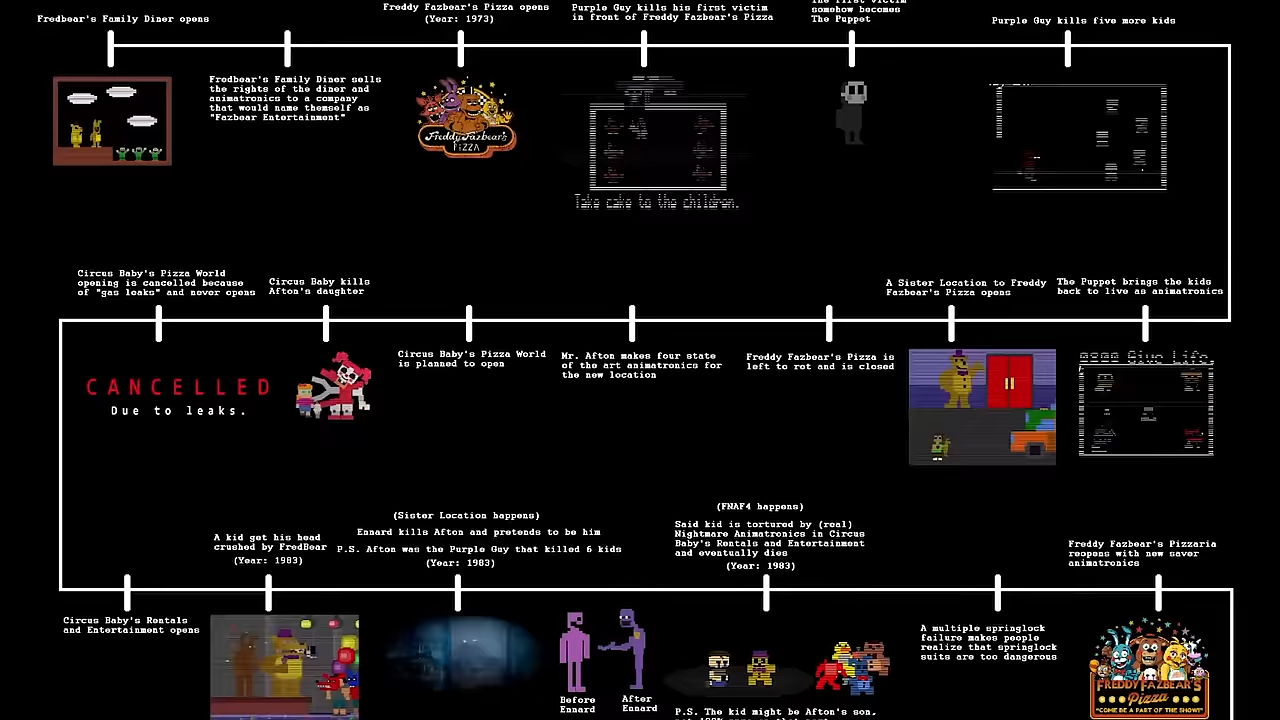 Fredbear's Family Diner opens
Fredbear's Family Diner sells
the rights of the diner and
animatronics to a company
that would name themself as
"Fazbear Entertainment"
Freddy Fazbear's Pizza opens
(Year: 1973)
Freddy Fazbear's
PIZZA
Purple Guy kills his first victim
in front of Freddy Fazbear's Pizza
Take cake to the children.
The first victim
somehow becomes
The Puppet
Purple Guy kills five more kids
Circus Baby's Pizza World
opening is cancelled because
of "gas leaks" and never opens
CANCELLED
Due to leaks.
Circus Baby kills
Afton's daughter
Circus Baby's Pizza World
is planned to open
Mr. Afton makes four state
of the art animatronics for
the new location
Freddy Fazbear's Pizza is
left to rot and is closed
A Sister Location to Freddy
Fazbear's Pizza opens
The Puppet brings the kids
back to live as animatronics
Give Life.
Circus Baby's Rentals
and Entertainment opens
A kid get his head
crushed by FredBear
(Year: 1983)
(Sister Location happens)
Ennard kills Afton and pretends to be him
P.S. Afton was the Purple Guy that killed 6 kids
(Year: 1983)
Before
Ennard
After
Ennard
(FNAF4 happens)
Said kid is tortured by (real)
Nightmare Animatronics in Circus
Baby's Rentals and Entertainment
and eventually dies
(Year: 1983)
P.S. The kid might be Afton's son,
A multiple springlock
failure makes people
realize that springlock
suits are too dangerous
Freddy Fazbear's Pizzaria
reopens with new saver
animatronics
FREDDY FAZBEAR'S
Pizza
"COME BE A PART OF THE SHOW!"